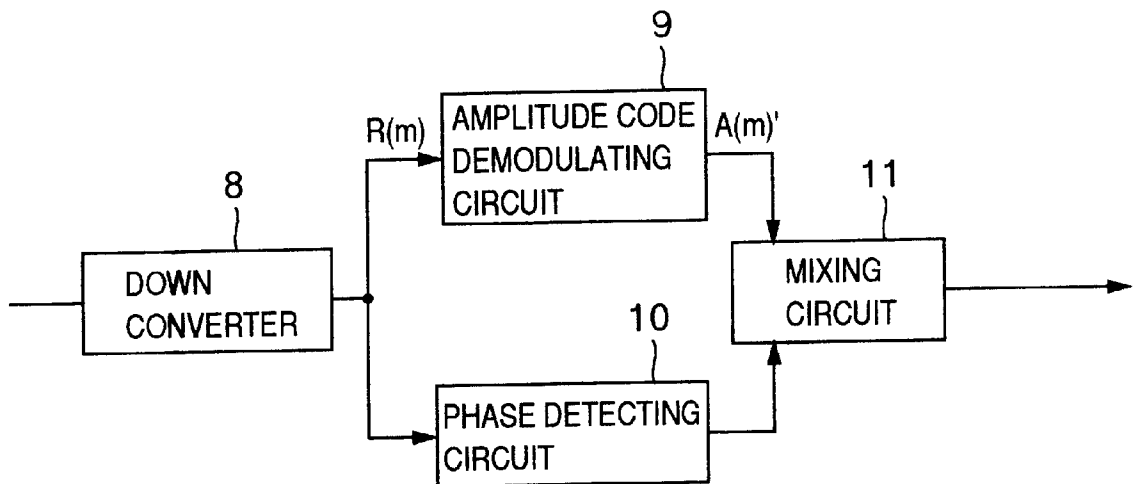 9
AMPLITUDE CODE
DEMODULATING
CIRCUIT
R(m)
A(m)'
8
DOWN
CONVERTER
11
MIXING
CIRCUIT
10
PHASE DETECTING
CIRCUIT